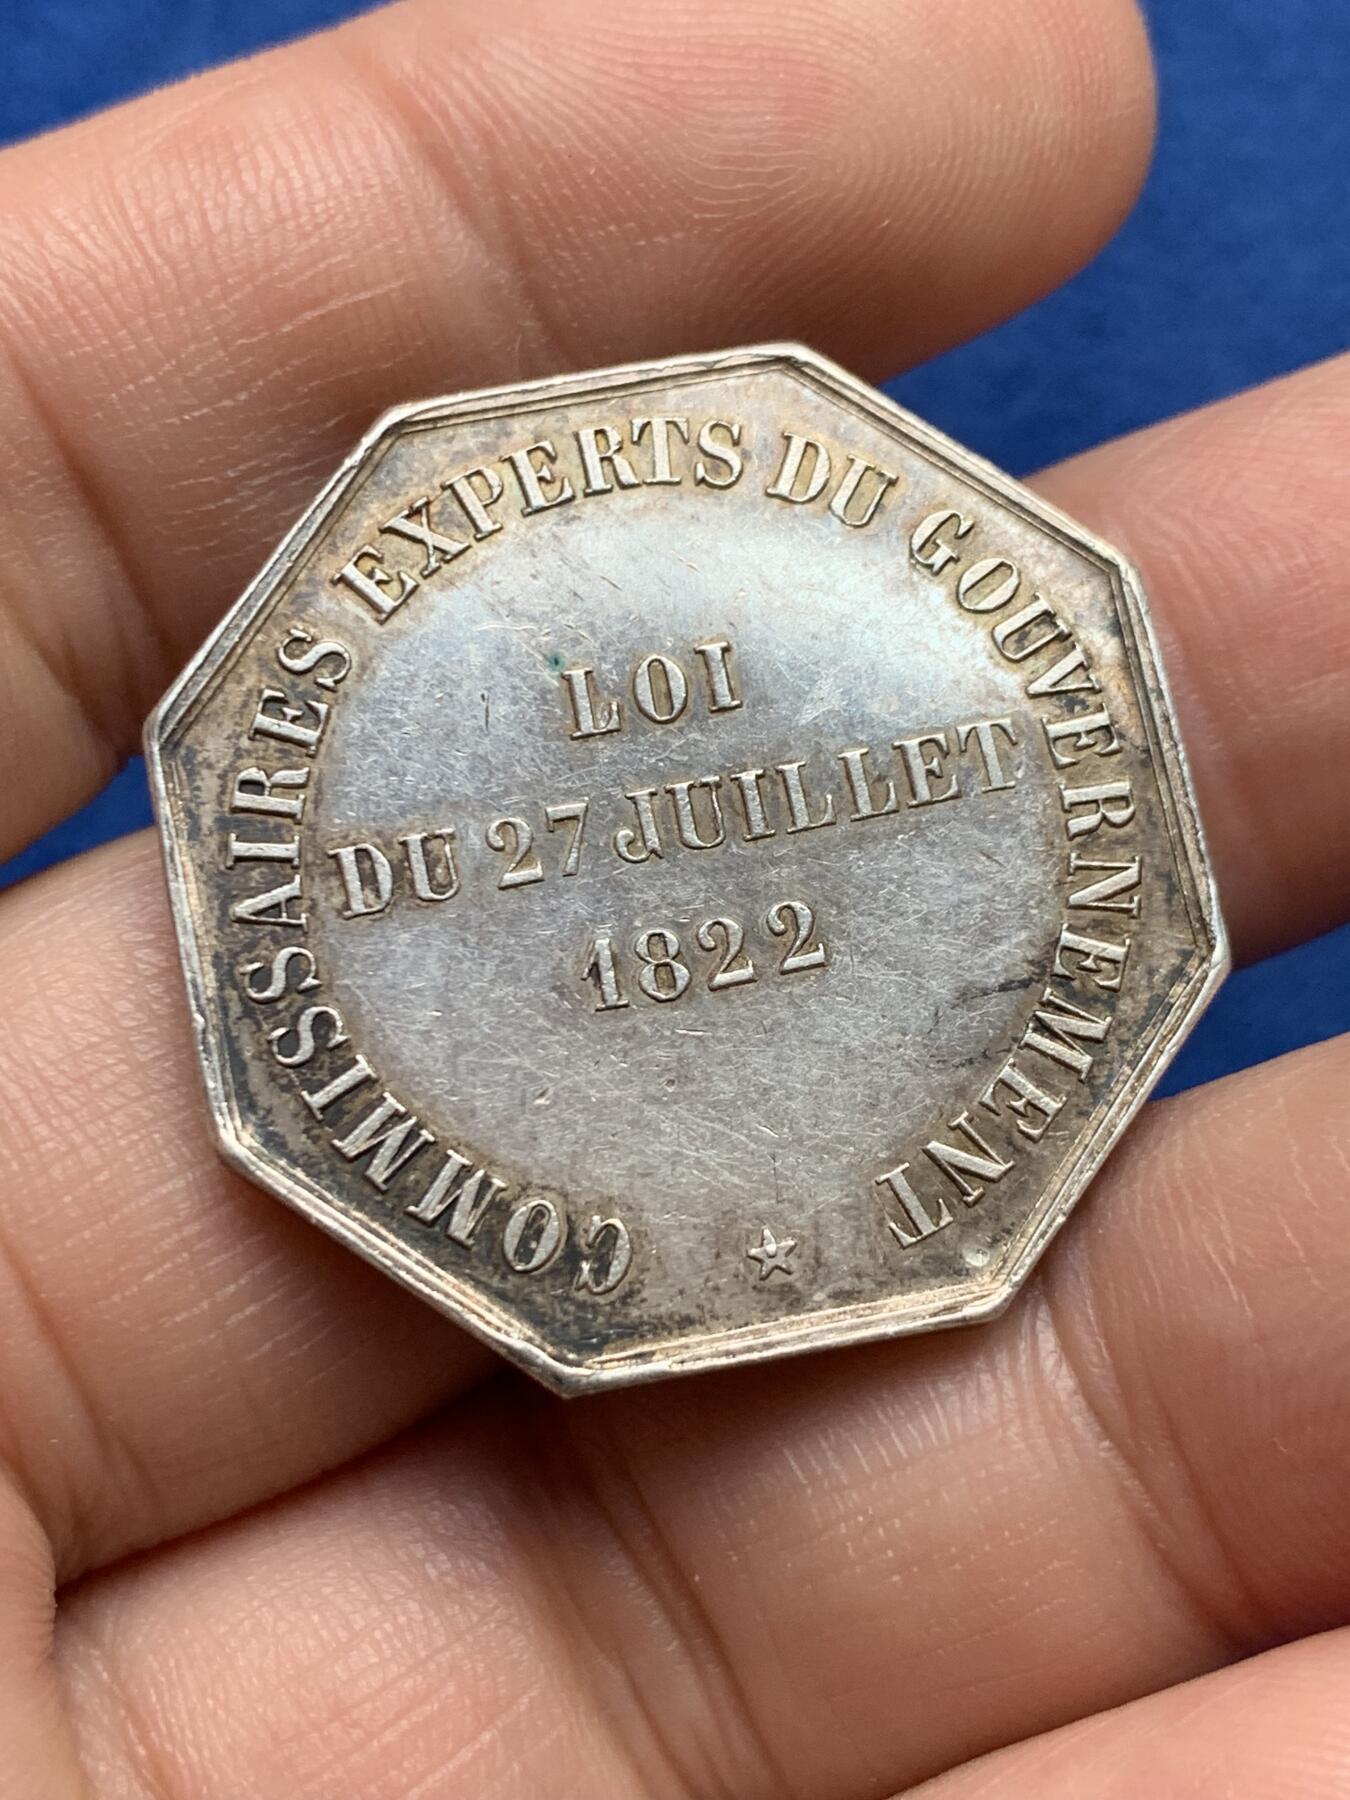 COMMISSAIRES EXPERTS DU GOUVERNEMENT
LOI
DU 27 JUILLET
1822